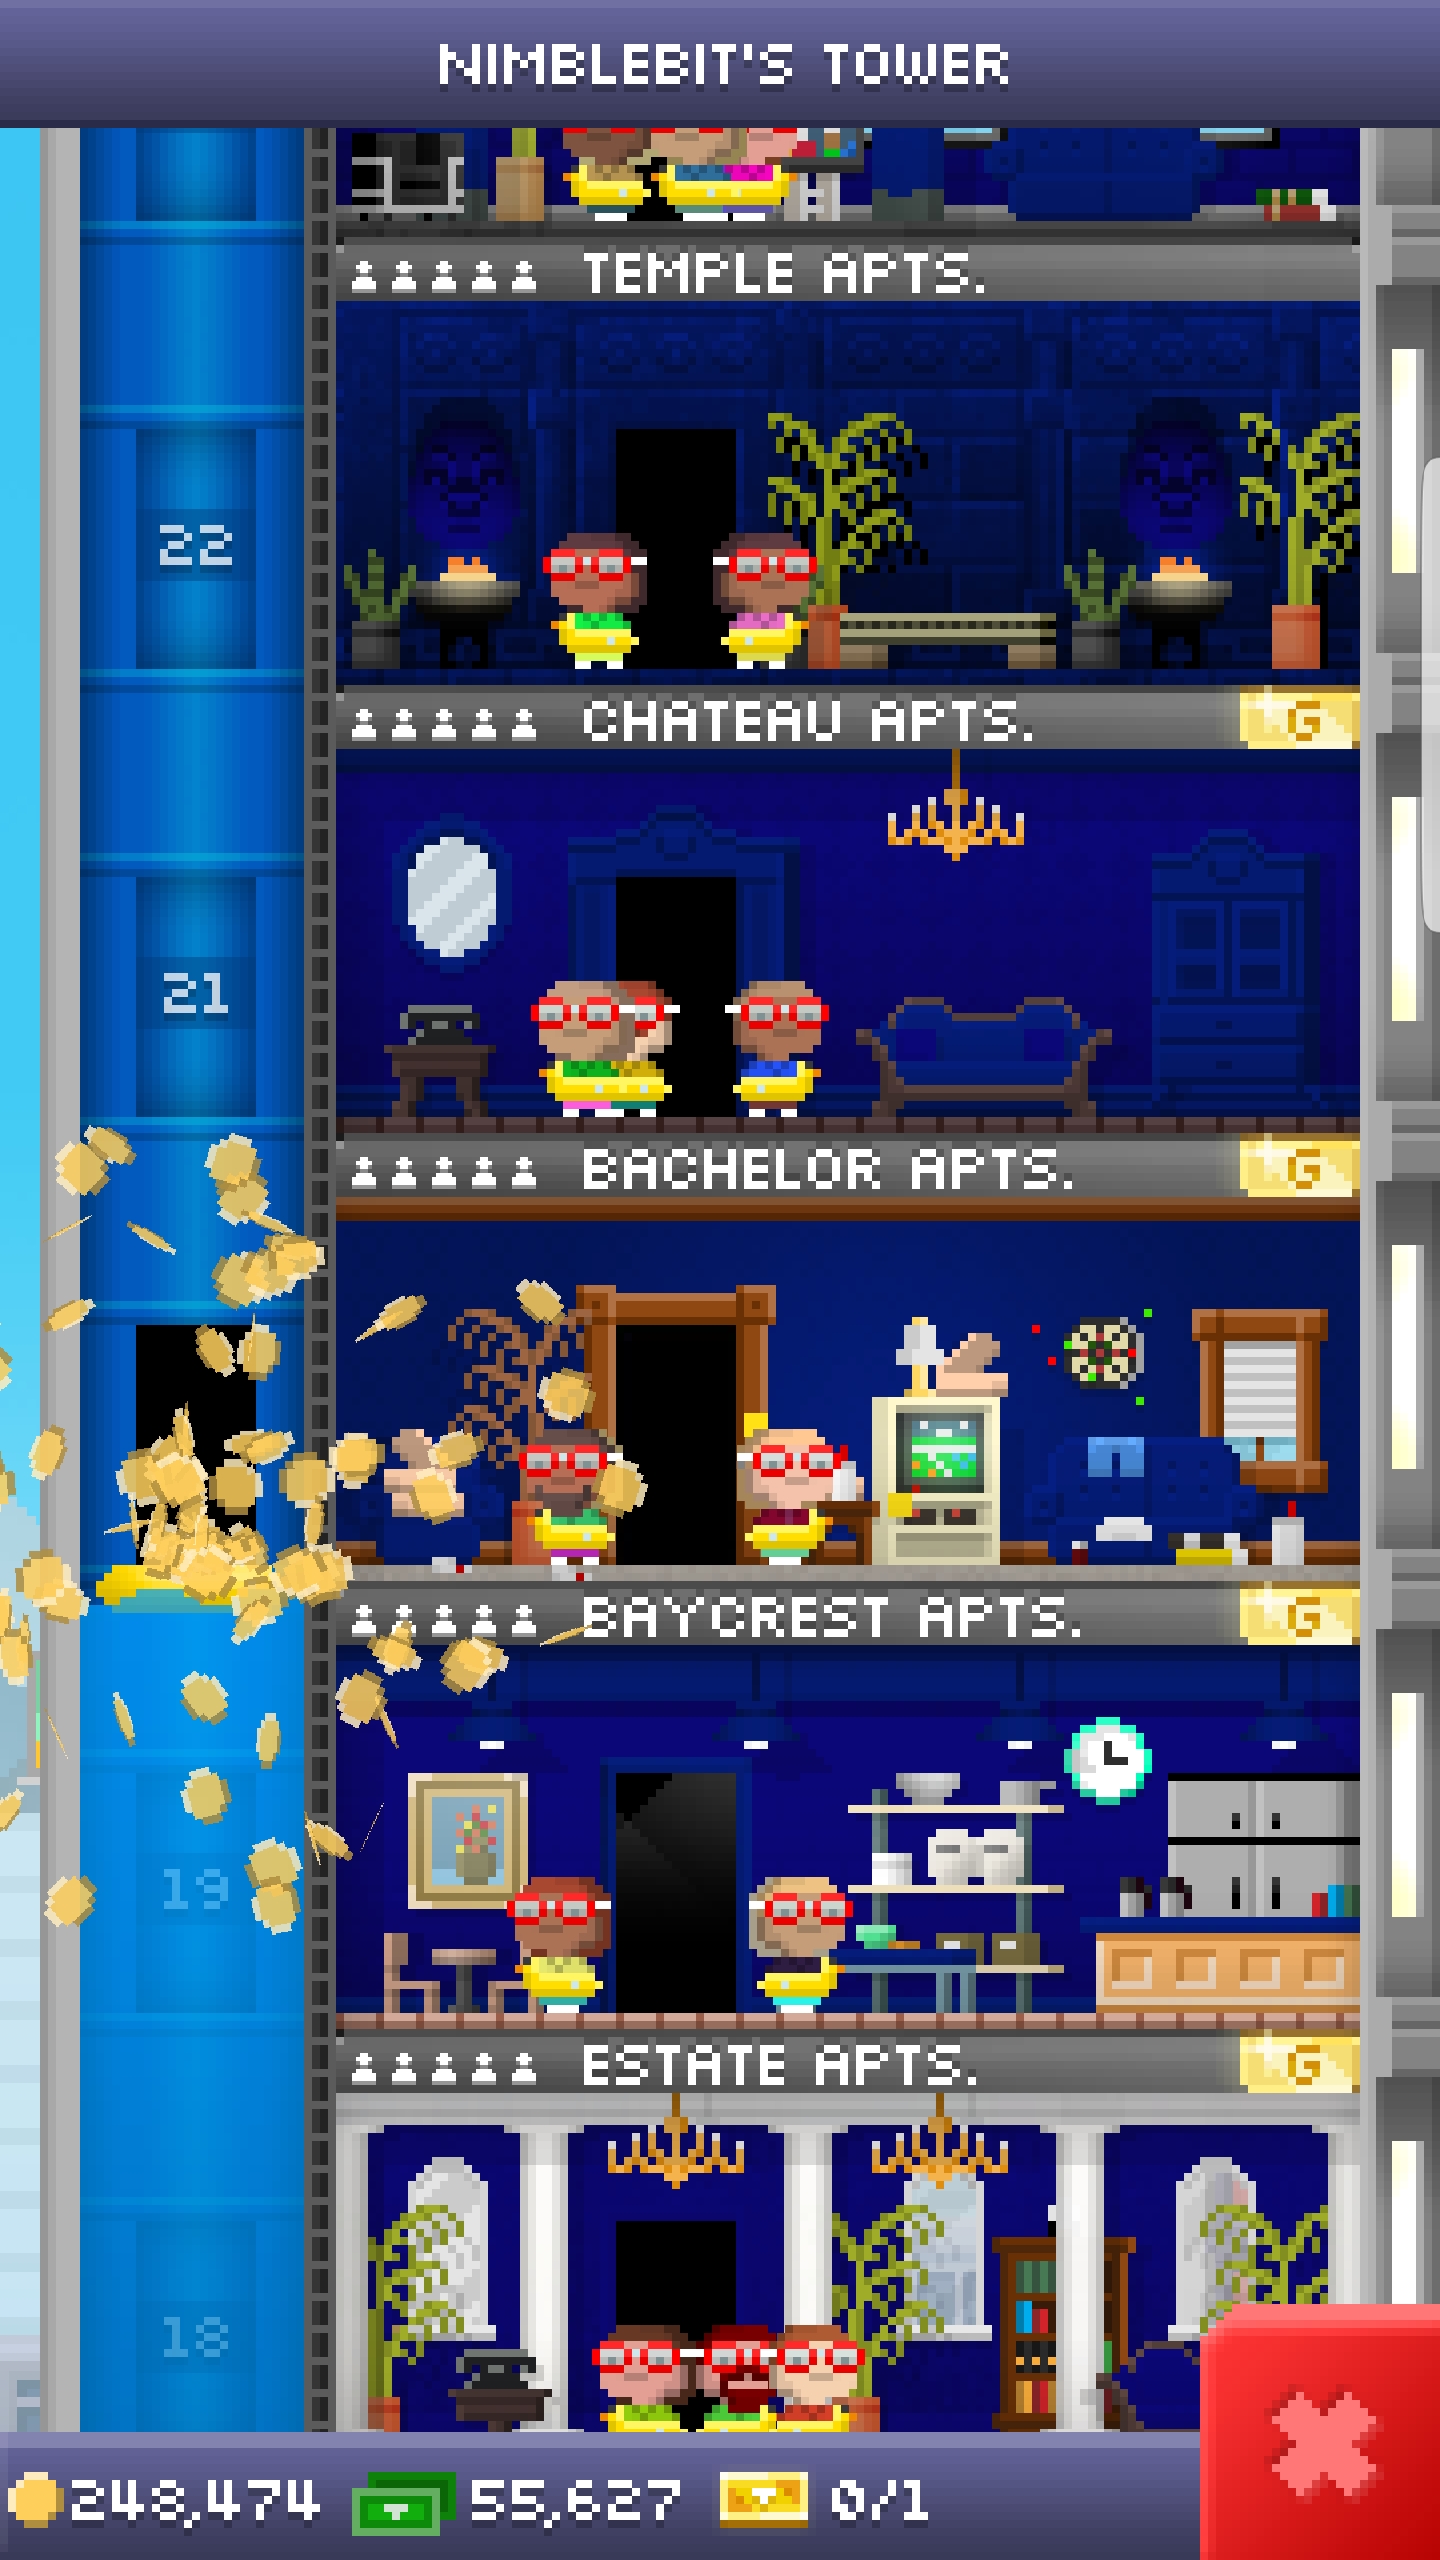 NIMBLEBIT'S TOWER
TEMPLE APTS.
22
CHATEAU APTS. G
21
BACHELOR APTS. G
BAYCREST APTS. G
19
ESTATE APTS. G
18
248,474 55,627 0/1